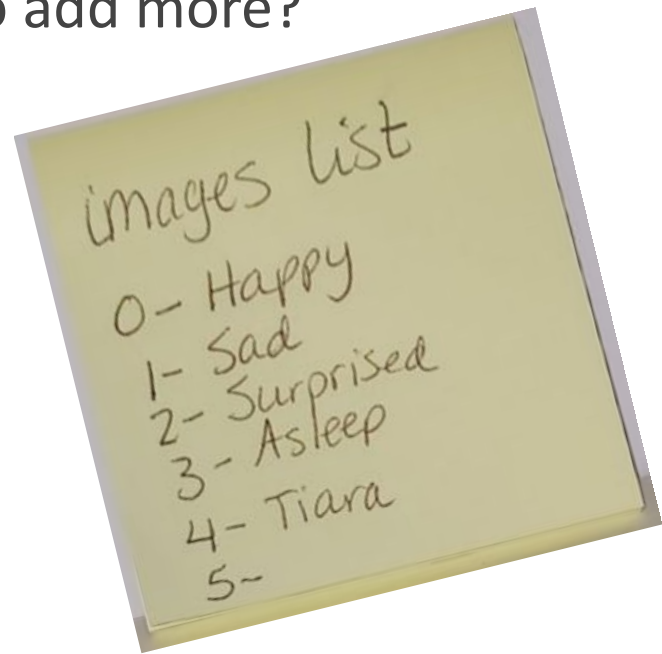 add more?
images list
0- Happy
1- Sad
2- Surprised
3- Asleep
4- Tiara
5~